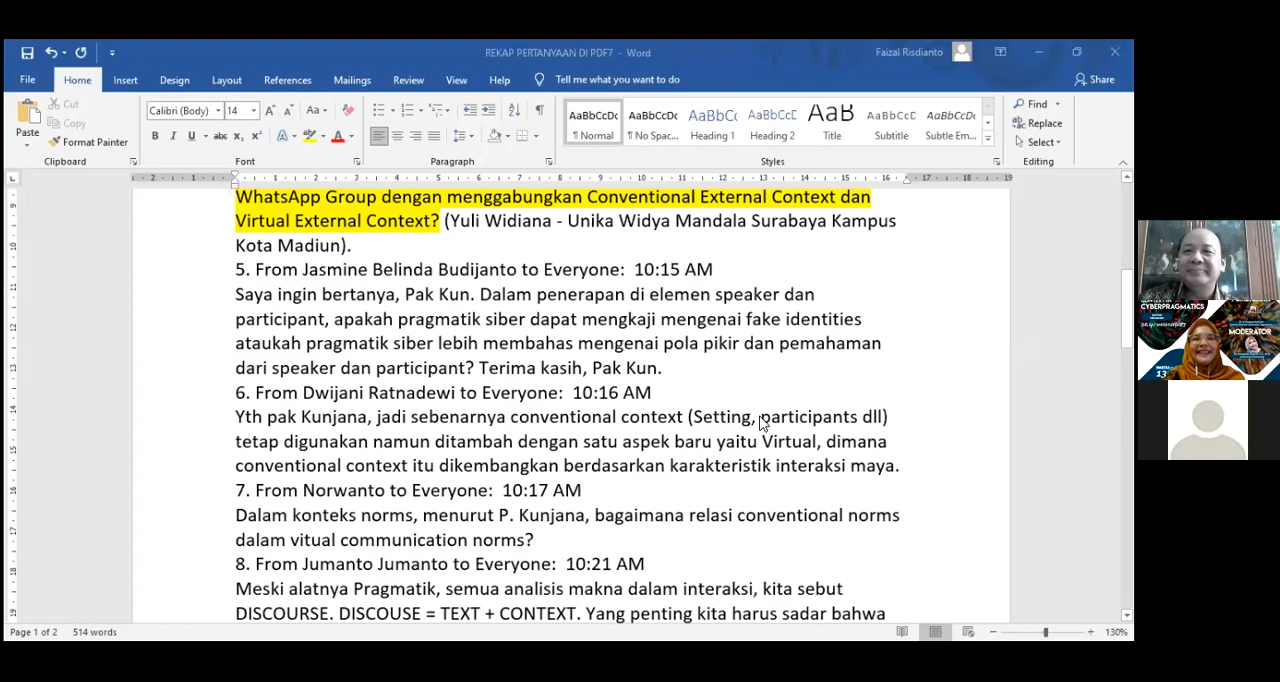 REKAP PERTANYAAN DI PDF7 - Word
Faizal Risdianto
File Home Insert Design Layout References Mailings Review View Help Tell me what you want to do Share
Paste
Cut
Copy
Format Painter
Clipboard
Calibri (Body) 14
Font
Paragraph
AaBbCcDc AaBbCcDc AaBbC AaBbCcD AaB AaBbCcD AaBbCcDc
¶ Normal ¶ No Spac... Heading 1 Heading 2 Title Subtitle Subtle Em...
Styles
Find
Replace
Select
Editing
WhatsApp Group dengan menggabungkan Conventional External Context dan
Virtual External Context? (Yuli Widiana - Unika Widya Mandala Surabaya Kampus
Kota Madiun).
5. From Jasmine Belinda Budijanto to Everyone: 10:15 AM
Saya ingin bertanya, Pak Kun. Dalam penerapan di elemen speaker dan
participant, apakah pragmatik siber dapat mengkaji mengenai fake identities
ataukah pragmatik siber lebih membahas mengenai pola pikir dan pemahaman
dari speaker dan participant? Terima kasih, Pak Kun.
6. From Dwijani Ratnadewi to Everyone: 10:16 AM
Yth pak Kunjana, jadi sebenarnya conventional context (Setting, participants dll)
tetap digunakan namun ditambah dengan satu aspek baru yaitu Virtual, dimana
conventional context itu dikembangkan berdasarkan karakteristik interaksi maya.
7. From Norwanto to Everyone: 10:17 AM
Dalam konteks norms, menurut P. Kunjana, bagaimana relasi conventional norms
dalam vitual communication norms?
8. From Jumanto Jumanto to Everyone: 10:21 AM
Meski alatnya Pragmatik, semua analisis makna dalam interaksi, kita sebut
DISCOURSE. DISCOUSE = TEXT + CONTEXT. Yang penting kita harus sadar bahwa
Page 1 of 2 514 words
130%
CYBERPRAGMATICS
MODERATOR
13